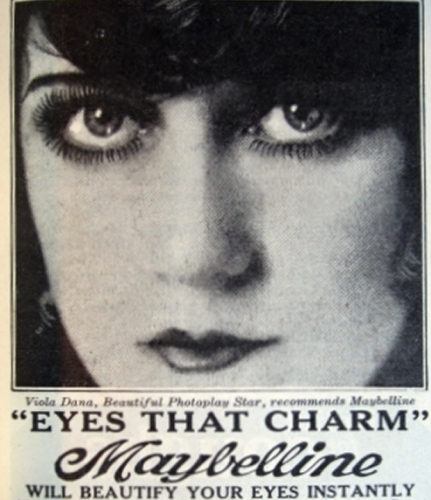 Viola Dana, Beautiful Photoplay Star, recommends Maybelline
"EYES THAT CHARM"
Maybelline
WILL BEAUTIFY YOUR EYES INSTANTLY